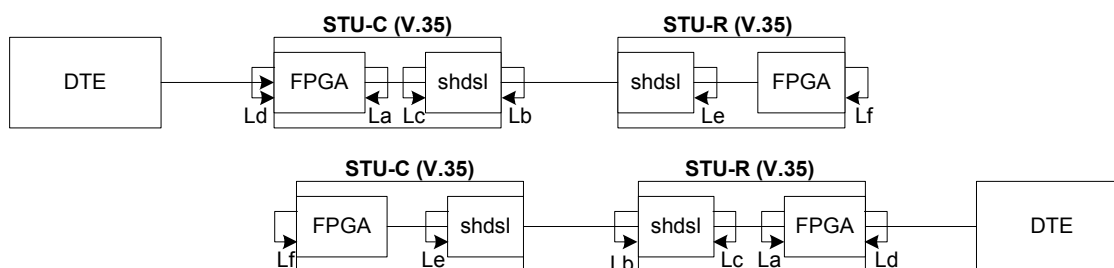 STU-C (V.35) STU-R (V.35)
DTE FPGA shdsl shdsl FPGA
Ld La Lc Lb Le Lf
STU-C (V.35) STU-R (V.35)
FPGA shdsl shdsl FPGA DTE
Lf Le Lb Lc La Ld